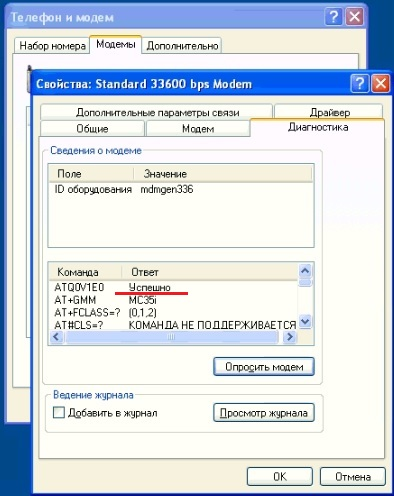 Телефон и модем
Набор номера Модемы Дополнительно
Свойства: Standard 33600 bps Modem
Дополнительные параметры связи Драйвер
Общие Модем Диагностика
Сведения о модеме
Поле Значение
ID оборудования mdmgen336
Команда Ответ
ATQ0V1E0 Успешно
AT+GMM MC35i
AT+FCLASS=? (0,1,2)
AT#CLS=? КОМАНДА НЕ ПОДДЕРЖИВАЕТСЯ
Опросить модем
Ведение журнала
Добавить в журнал Просмотр журнала
OK Отмена